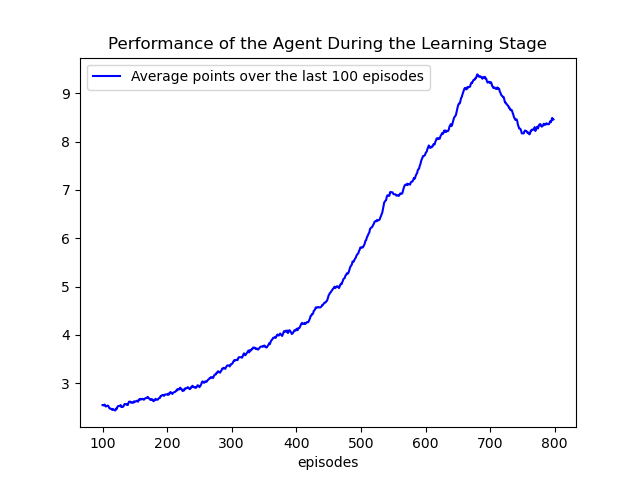 Performance of the Agent During the Learning Stage
Average points over the last 100 episodes
9
8
7
6
5
4
3
100 200 300 400 500 600 700 800
episodes